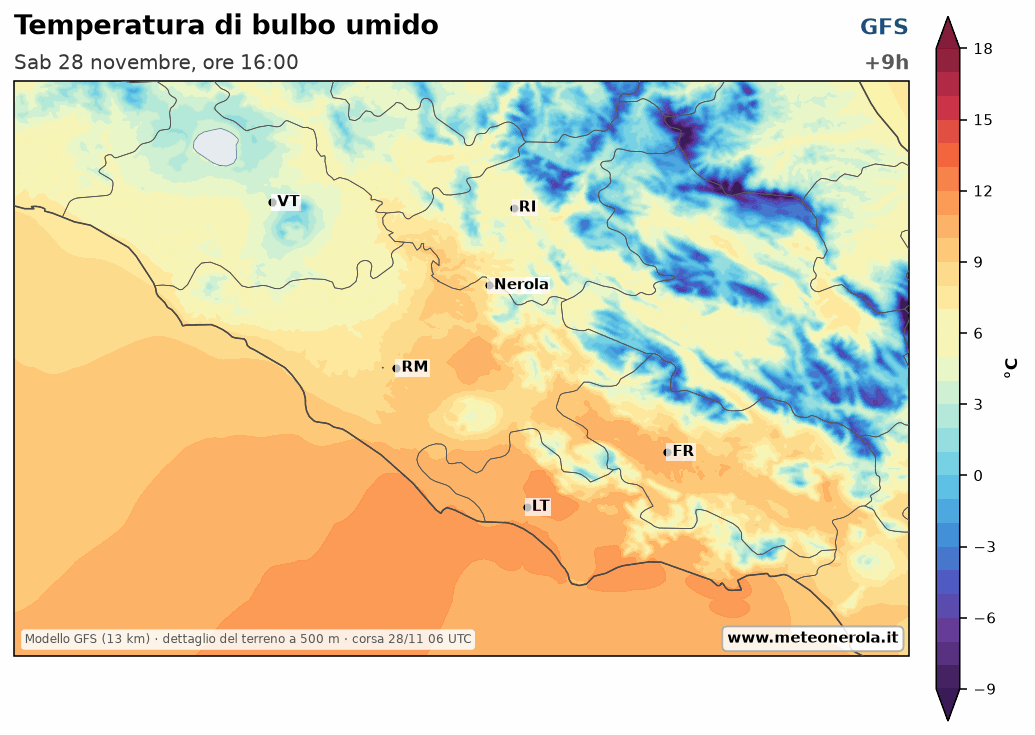 Temperatura di bulbo umido
GFS
Sab 28 novembre, ore 16:00
+9h
VT
RI
Nerola
RM
FR
LT
Modello GFS (13 km) · dettaglio del terreno a 500 m · corsa 28/11 06 UTC
www.meteonerola.it
18
15
12
9
6
3
0
−3
−6
−9
°C